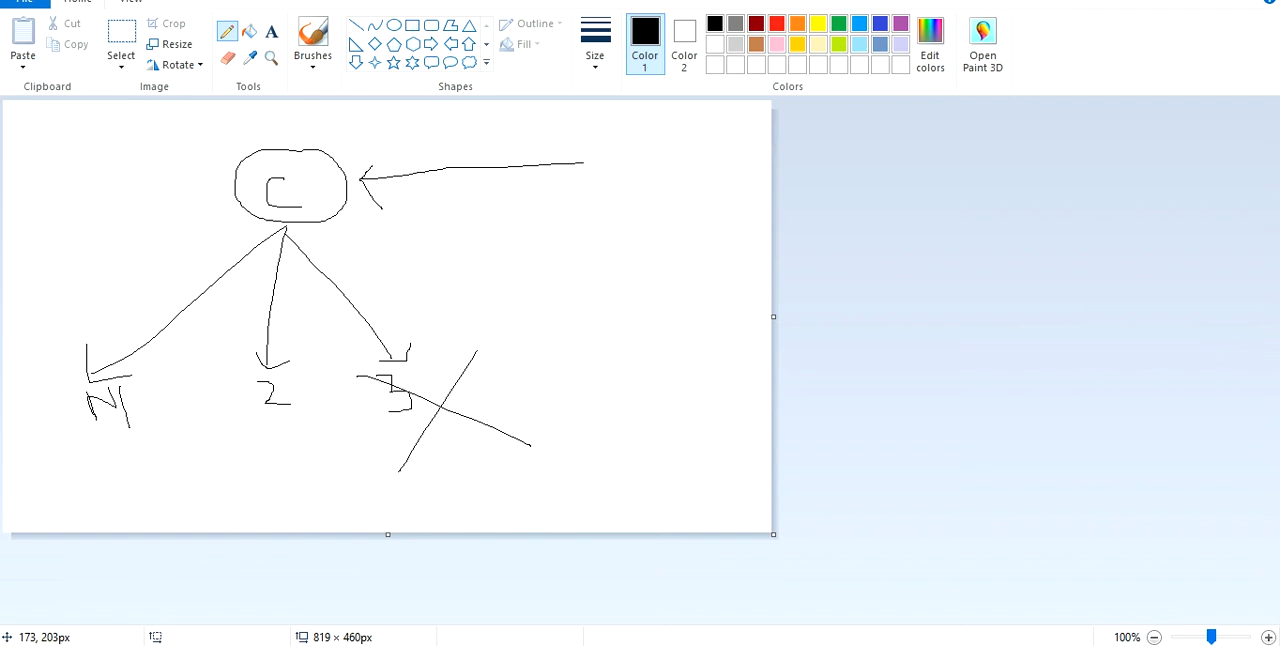 File Home View
Cut
Copy
Paste
Clipboard
Crop
Resize
Rotate
Select
Image
Tools
Brushes
Outline
Fill
Shapes
Size
Color 1
Color 2
Edit colors
Colors
Open Paint 3D
C
N 2 3
173, 203px
819 × 460px
100%